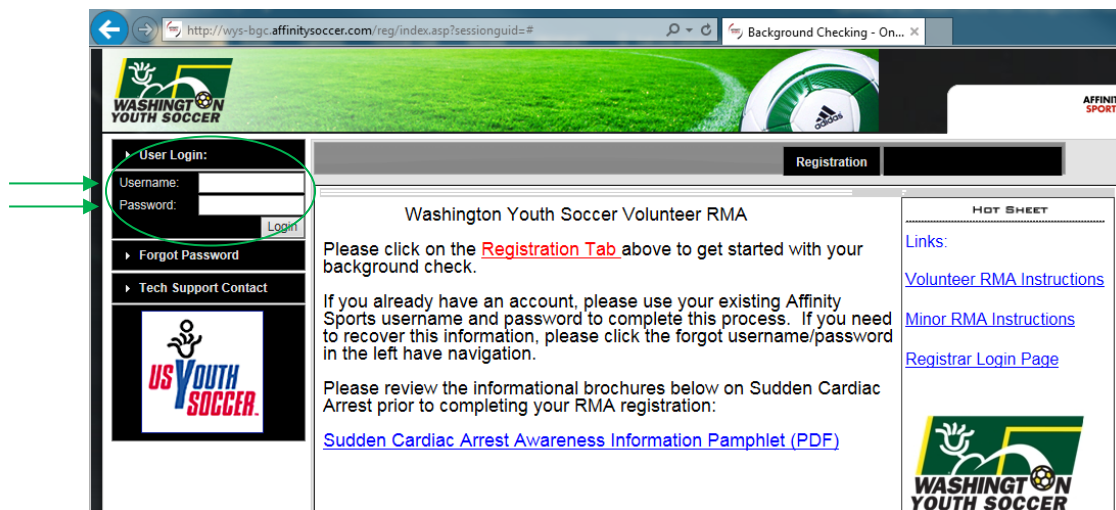 http://wys-bgc.affinitysoccer.com/reg/index.asp?sessionguid=#
Background Checking - On...
WASHINGTON
YOUTH SOCCER
adidas
AFFINIT
SPORT
User Login:
Username:
Password:
Login
Forgot Password
Tech Support Contact
US YOUTH
SOCCER.
Registration
Washington Youth Soccer Volunteer RMA
Please click on the Registration Tab above to get started with your
background check.
If you already have an account, please use your existing Affinity
Sports username and password to complete this process. If you need
to recover this information, please click the forgot username/password
in the left have navigation.
Please review the informational brochures below on Sudden Cardiac
Arrest prior to completing your RMA registration:
Sudden Cardiac Arrest Awareness Information Pamphlet (PDF)
HOT SHEET
Links:
Volunteer RMA Instructions
Minor RMA Instructions
Registrar Login Page
WASHINGTON
YOUTH SOCCER